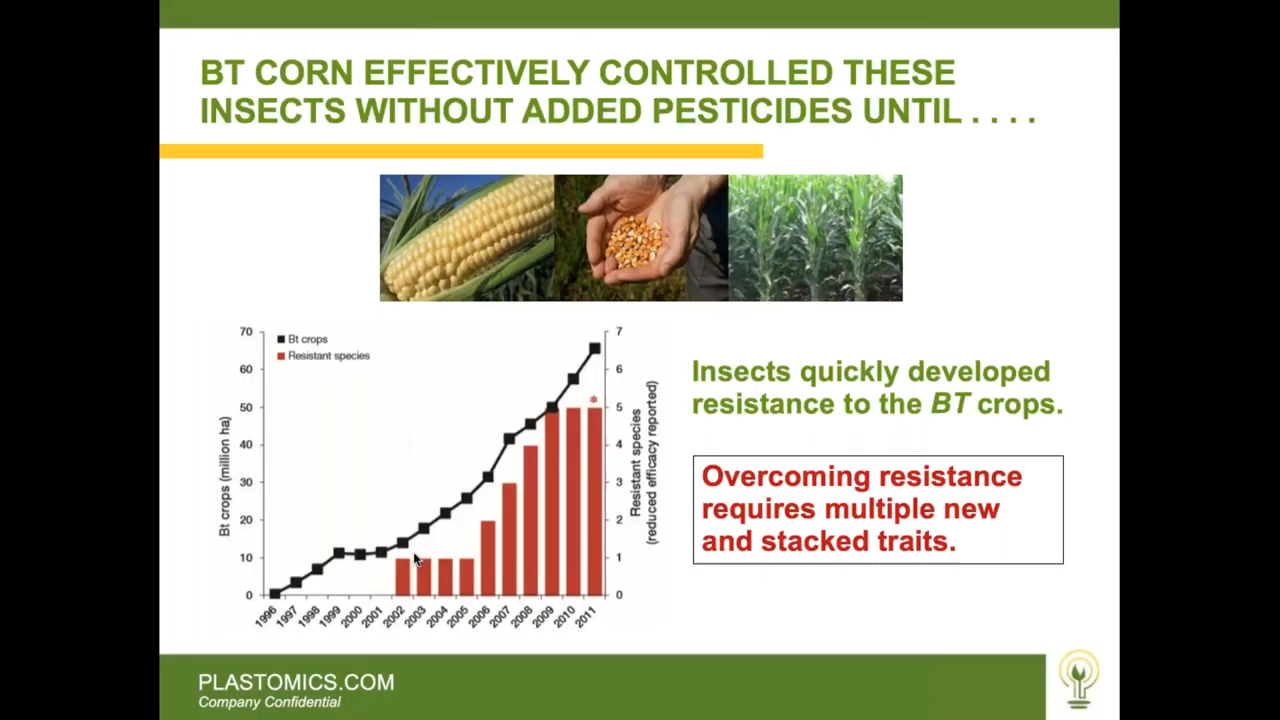 BT CORN EFFECTIVELY CONTROLLED THESE
INSECTS WITHOUT ADDED PESTICIDES UNTIL . . . .
70
60
50
40
30
20
10
0
Bt crops (million ha)
Bt crops
Resistant species
*
7
6
5
4
3
2
1
0
Resistant species
(reduced efficacy reported)
1996
1997
1998
1999
2000
2001
2002
2003
2004
2005
2006
2007
2008
2009
2010
2011
Insects quickly developed
resistance to the BT crops.
Overcoming resistance
requires multiple new
and stacked traits.
PLASTOMICS.COM
Company Confidential